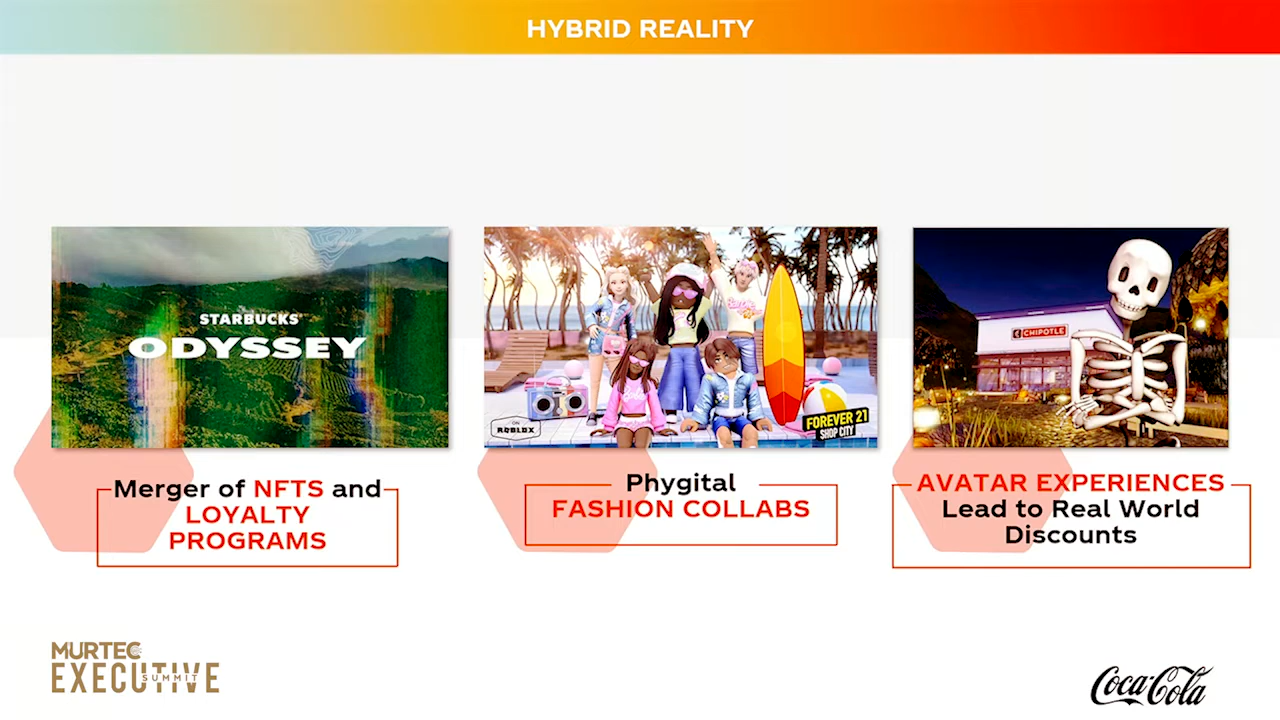 HYBRID REALITY
STARBUCKS
ODYSSEY
Merger of NFTS and
LOYALTY
PROGRAMS
ON
ROBLOX
FOREVER 21
SHOP CITY
Phygital
FASHION COLLABS
CHIPOTLE
AVATAR EXPERIENCES
Lead to Real World
Discounts
MURTEC
EXECUTIVE
SUMMIT
Coca-Cola